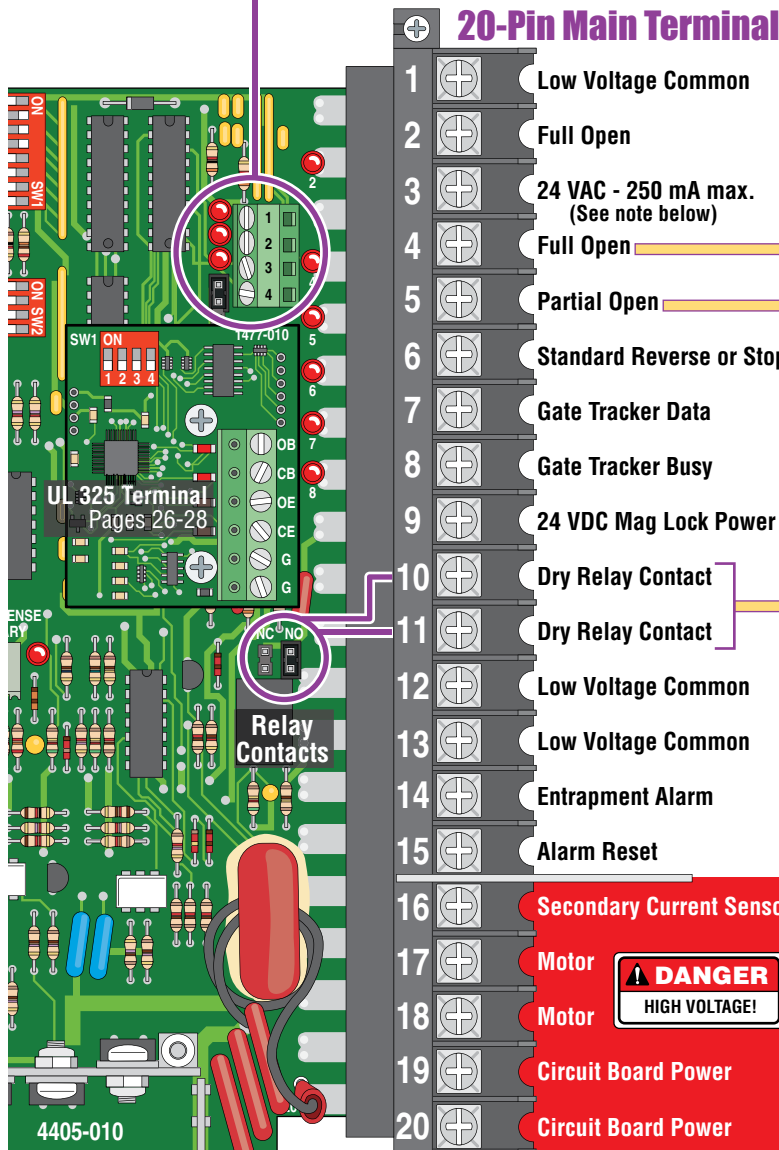 20-Pin Main Terminal
1 Low Voltage Common
2 Full Open
3 24 VAC - 250 mA max.
(See note below)
4 Full Open
5 Partial Open
6 Standard Reverse or Stop
7 Gate Tracker Data
8 Gate Tracker Busy
9 24 VDC Mag Lock Power
10 Dry Relay Contact
11 Dry Relay Contact
12 Low Voltage Common
13 Low Voltage Common
14 Entrapment Alarm
15 Alarm Reset
16 Secondary Current Senso
17 Motor
18 Motor
DANGER
HIGH VOLTAGE!
19 Circuit Board Power
20 Circuit Board Power
ON
SW1
ON SW2
1
2
3
4
2
5
6
7
8
SW1
ON
1 2 3 4
1477-010
OB
CB
OE
CE
G
G
UL 325 Terminal
Pages 26-28
ENSE
RY
NC NO
Relay
Contacts
4405-010